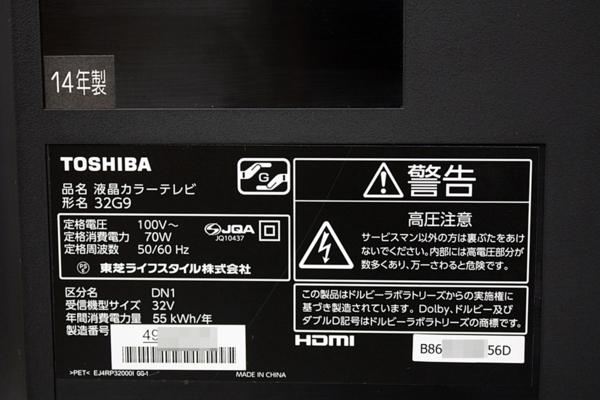 14年製
TOSHIBA
品名 液晶カラーテレビ
形名 32G9
G
定格電圧 100V～
定格消費電力 70W
定格周波数 50/60 Hz
JQA
JQ10437
東芝ライフスタイル株式会社
区分名 DN1
受信機型サイズ 32V
年間消費電力量 55 kWh/年
製造番号
49
>PET< EJ4RP32000I GG-1
MADE IN CHINA
警告
高圧注意
サービスマン以外の方は裏ぶたをあけ
ないでください。内部には高電圧部分が
数多くあり、万一さわると危険です。
この製品はドルビーラボラトリーズからの実施権に
基づき製造されています。Dolby、ドルビー及び
ダブルD記号はドルビーラボラトリーズの商標です。
HDMI
B86 56D